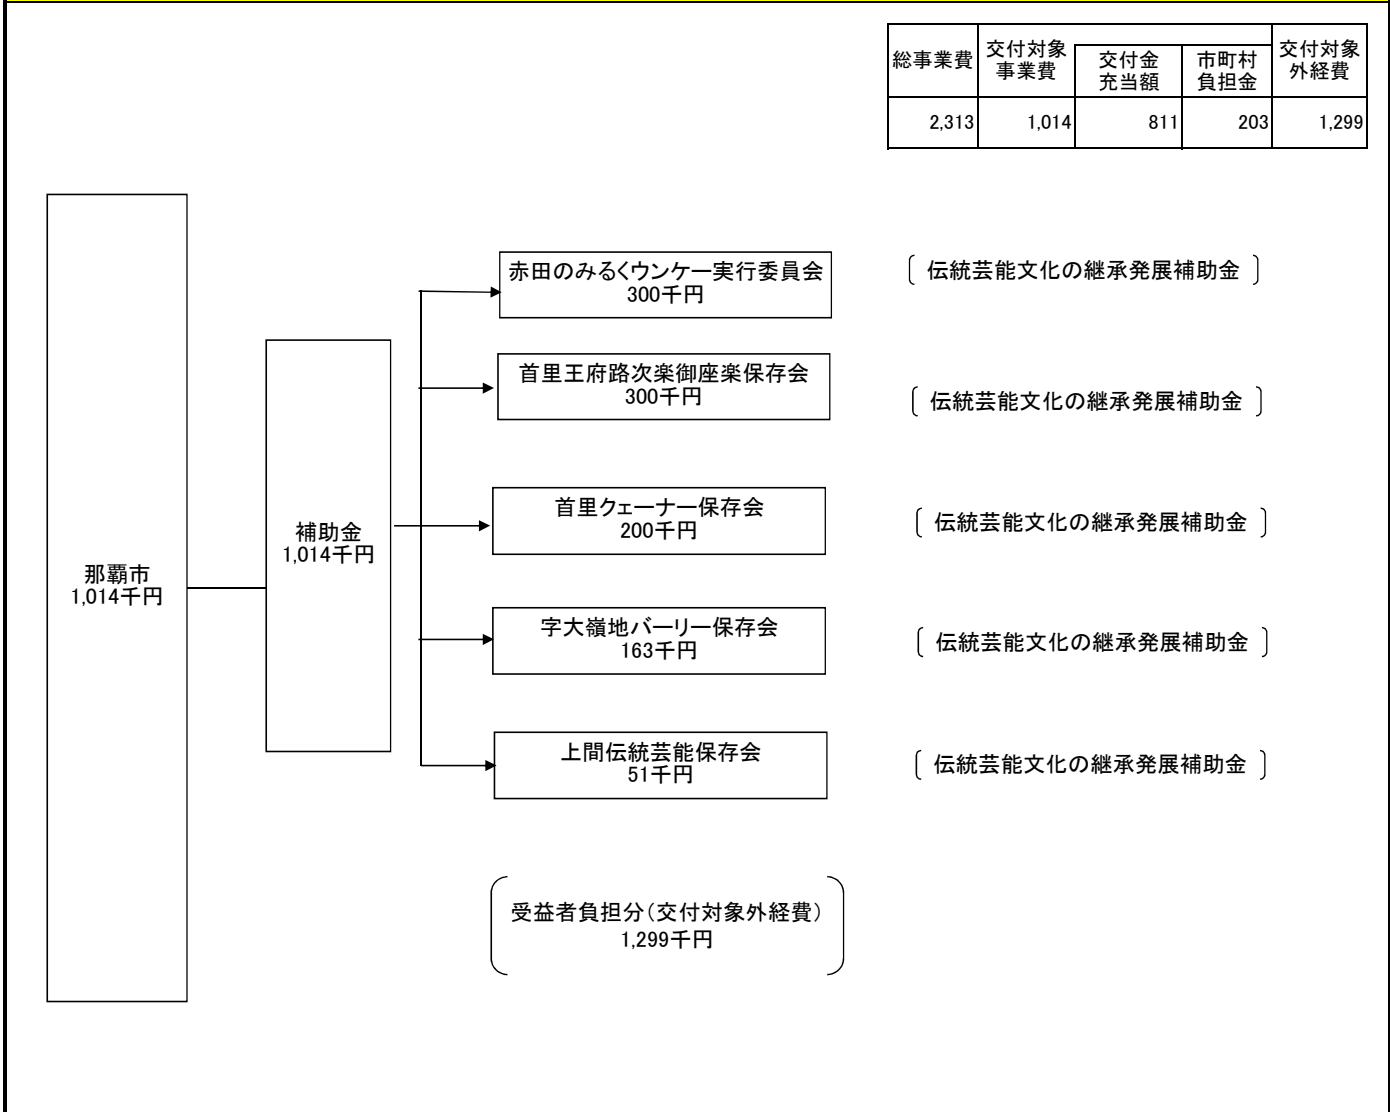 総事業費
交付対象
事業費
交付金
充当額
市町村
負担金
交付対象
外経費
2,313
1,014
811
203
1,299
那覇市
1,014千円
補助金
1,014千円
赤田のみるくウンケー実行委員会
300千円
〔 伝統芸能文化の継承発展補助金 〕
首里王府路次楽御座楽保存会
300千円
〔 伝統芸能文化の継承発展補助金 〕
首里クェーナー保存会
200千円
〔 伝統芸能文化の継承発展補助金 〕
字大嶺地バーリー保存会
163千円
〔 伝統芸能文化の継承発展補助金 〕
上間伝統芸能保存会
51千円
〔 伝統芸能文化の継承発展補助金 〕
受益者負担分(交付対象外経費)
1,299千円